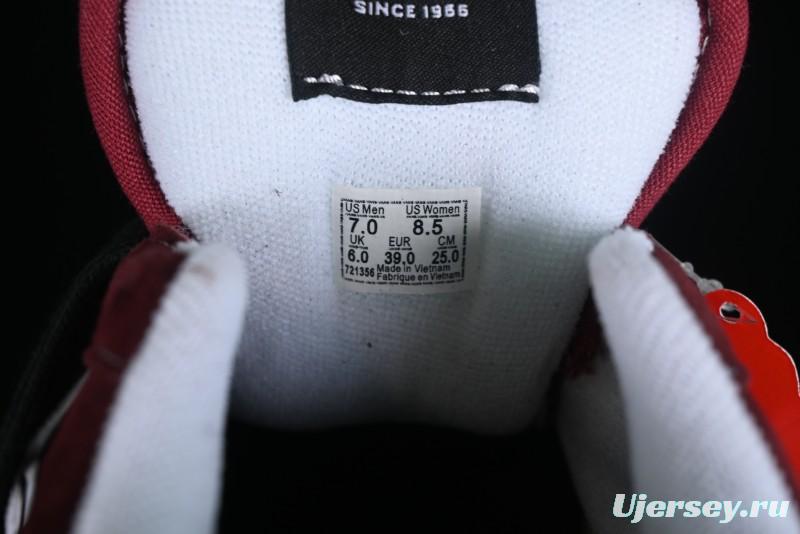 SINCE 1966
US Men US Women
7.0 8.5
UK EUR CM
6.0 39.0 25.0
721356 Made in Vietnam
Fabrique en Vietnam
Ujersey.ru